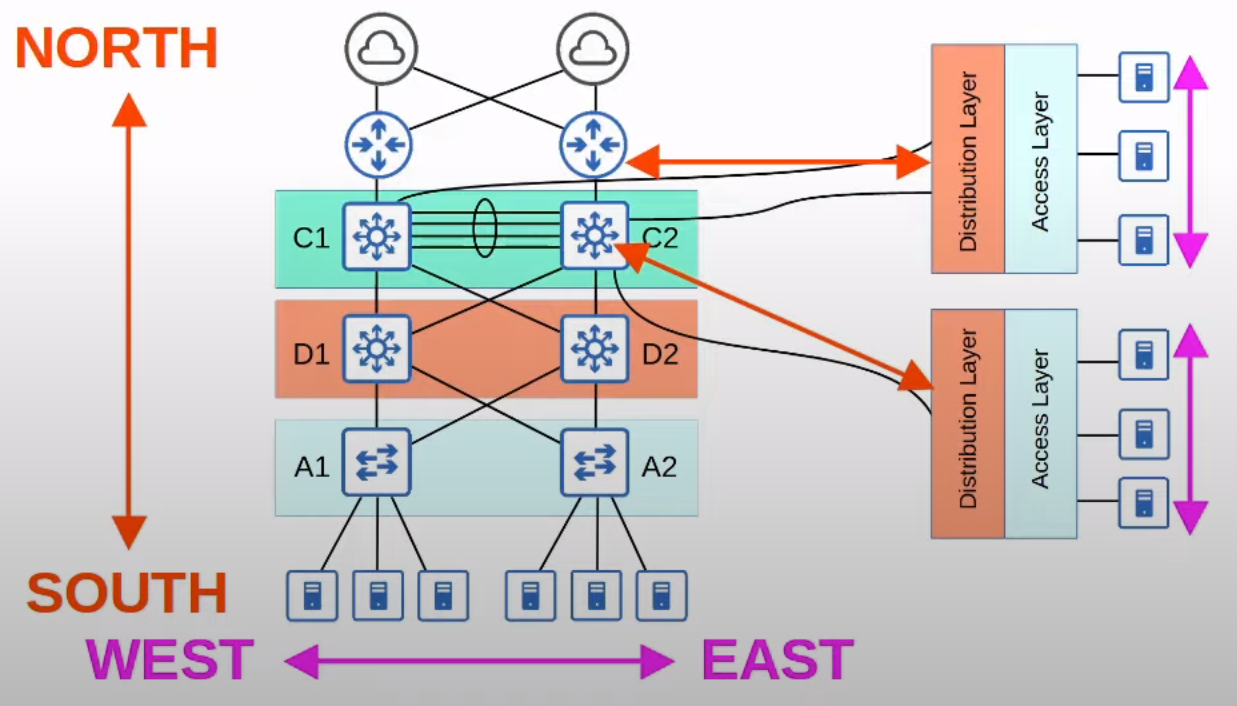 NORTH
C1
C2
D1
D2
A1
A2
SOUTH
WEST
EAST
Distribution Layer
Access Layer
Distribution Layer
Access Layer